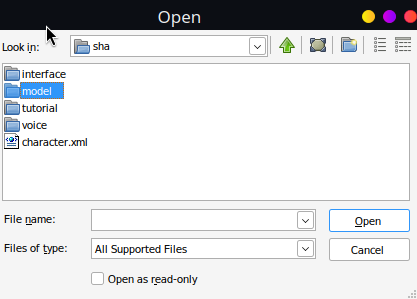 Open
Look in: sha
interface
model
tutorial
voice
character.xml
File name: Open
Files of type: All Supported Files Cancel
Open as read-only